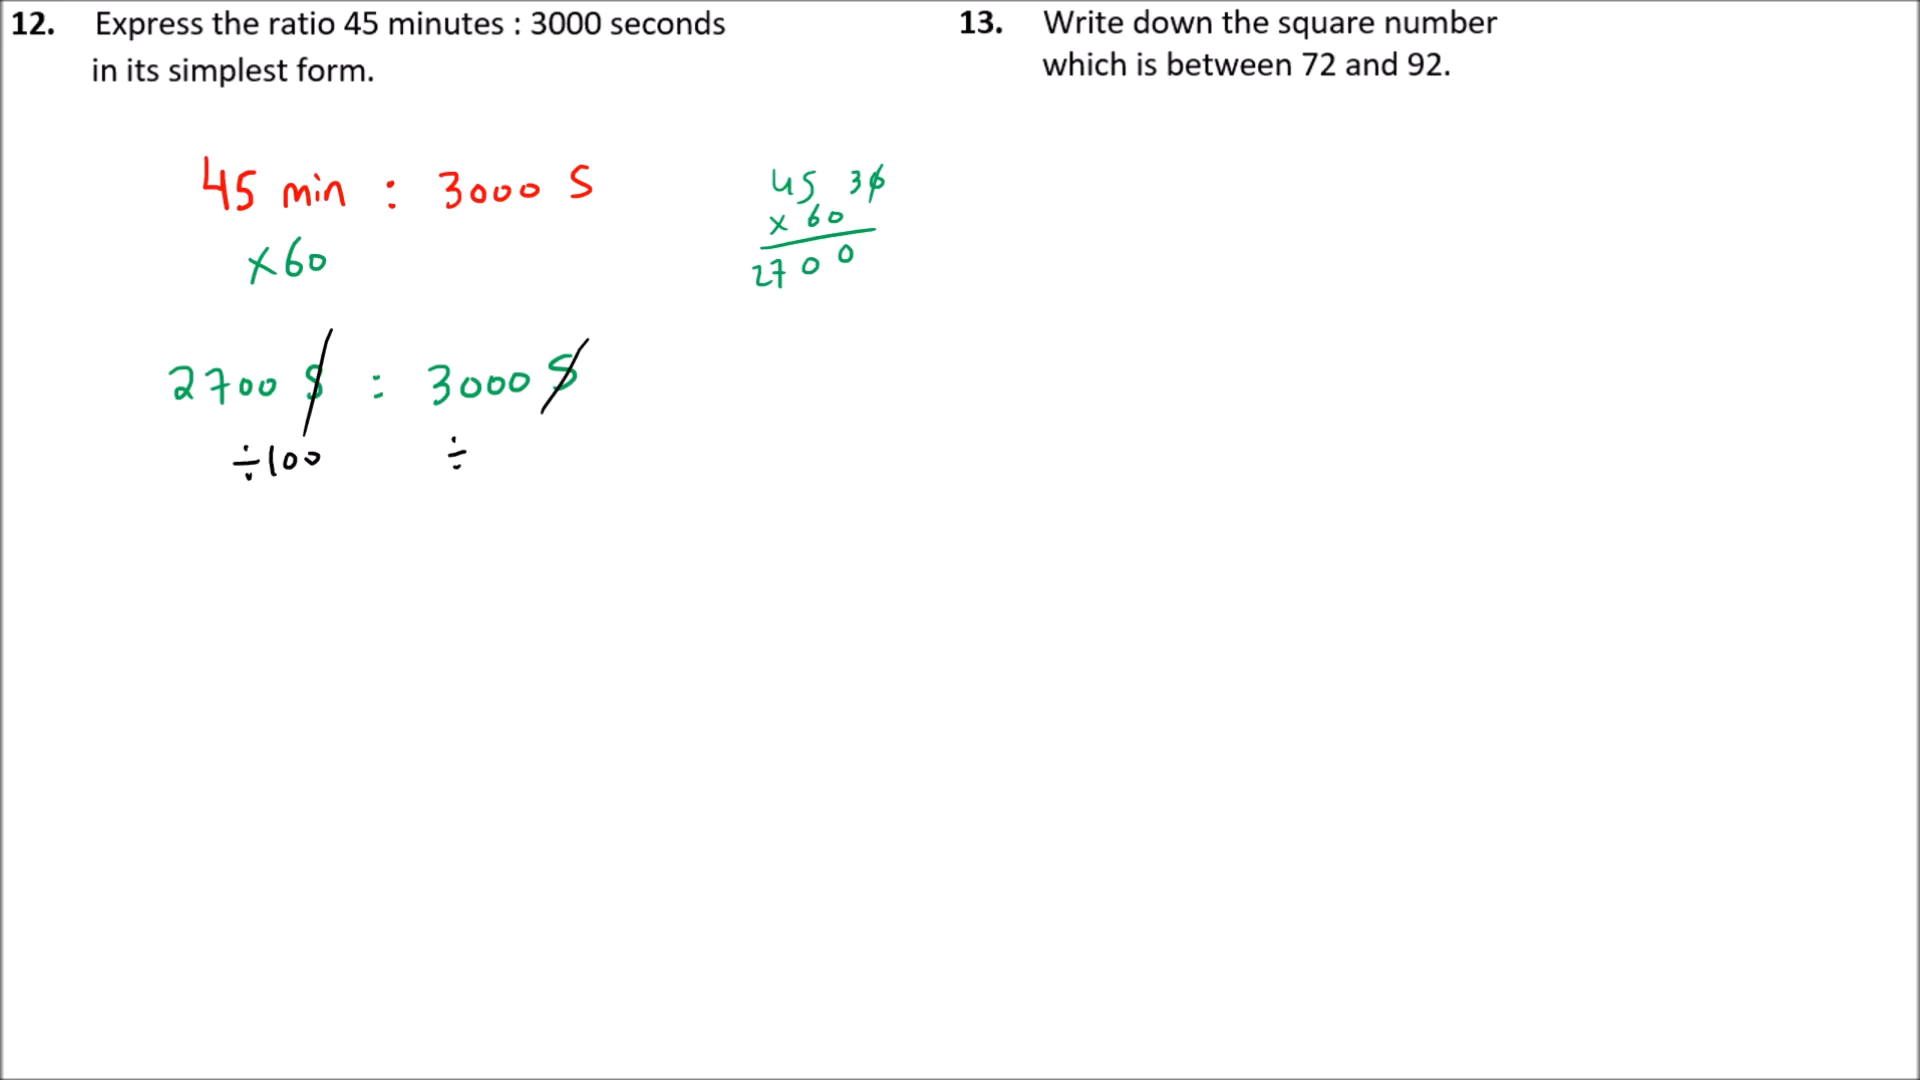 12. Express the ratio 45 minutes : 3000 seconds
in its simplest form.
45 min : 3000 S
×60
45 30
× 60
2700
2700 S : 3000 S
÷100 ÷
13. Write down the square number
which is between 72 and 92.